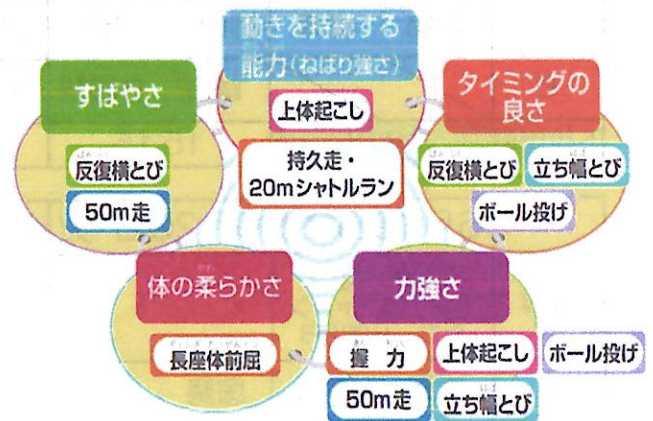 動きを持続する
能力(ねばり強さ)
上体起こし
持久走・
20mシャトルラン
すばやさ
反復横とび
50m走
タイミングの
良さ
反復横とび
立ち幅とび
ボール投げ
体の柔らかさ
長座体前屈
力強さ
握 力
上体起こし
ボール投げ
50m走
立ち幅とび